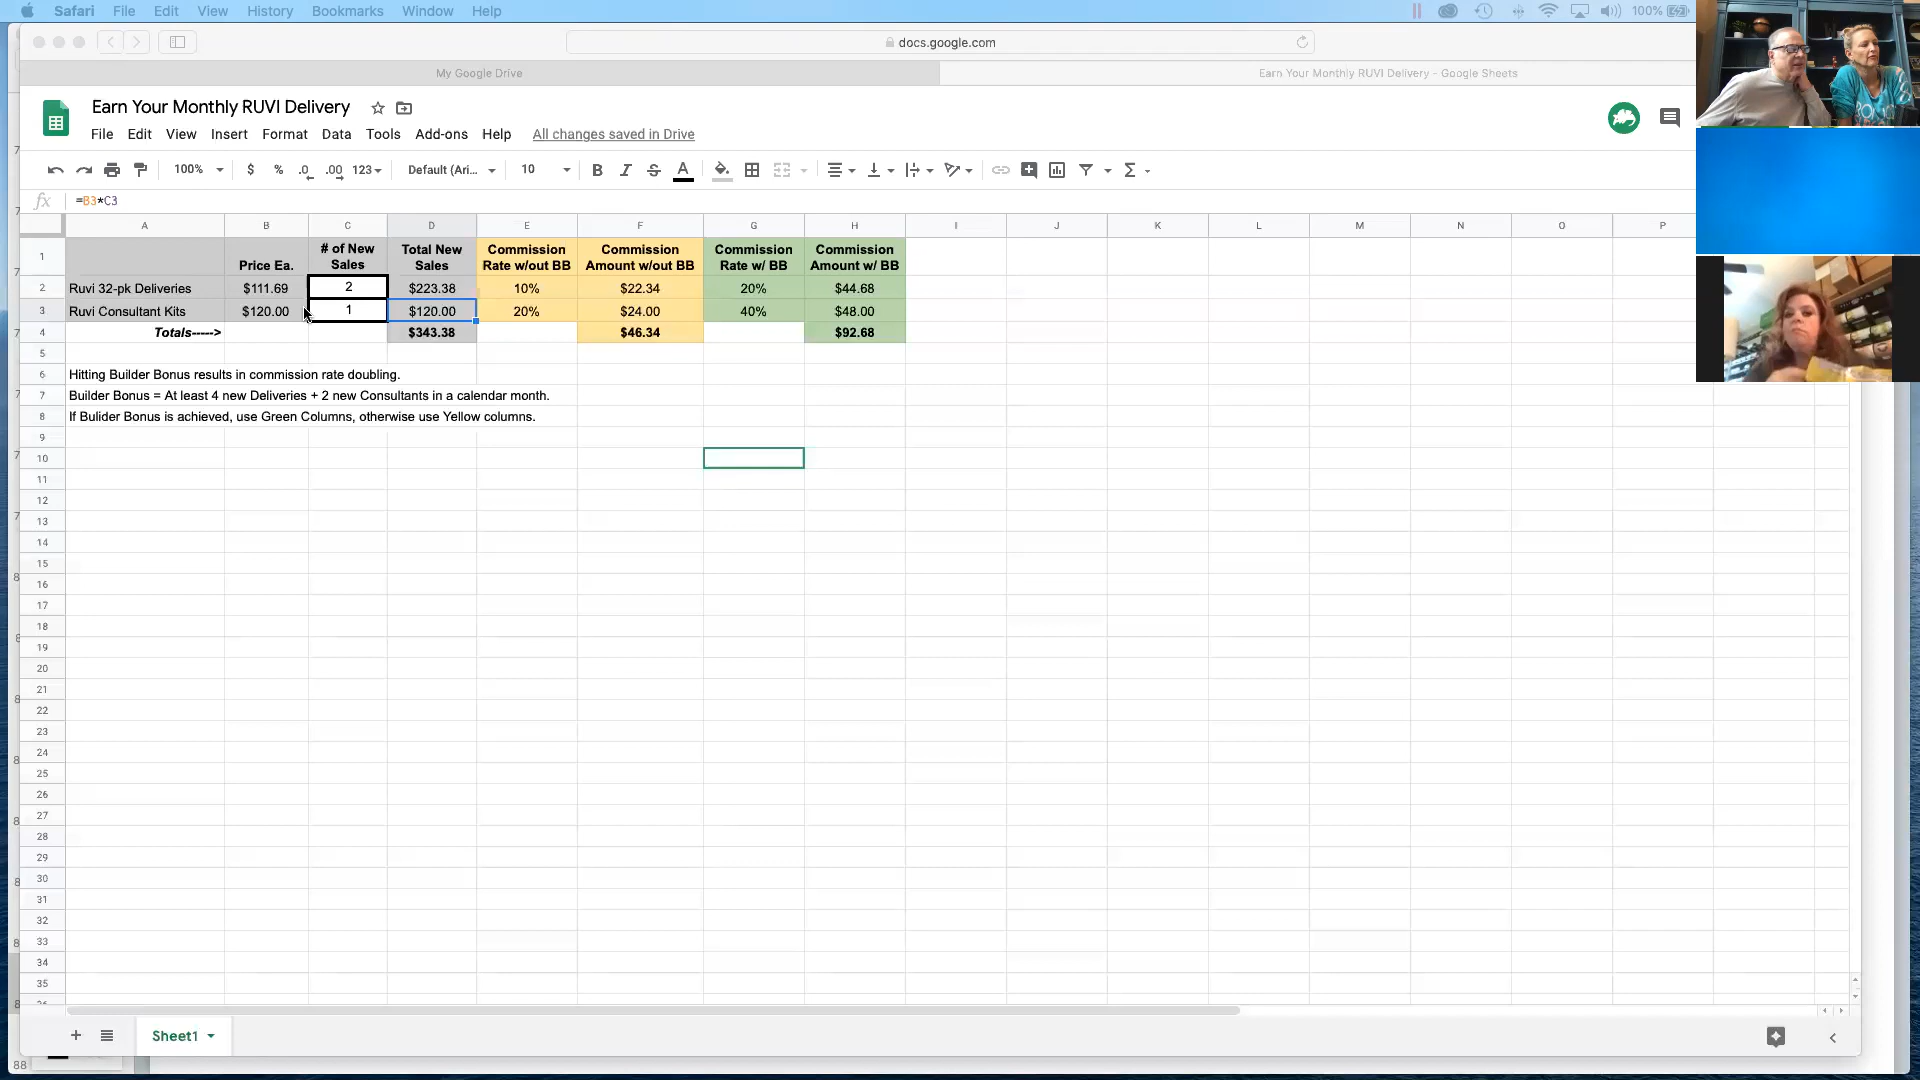 Safari File Edit View History Bookmarks Window Help 100%
docs.google.com
My Google Drive Earn Your Monthly RUVI Delivery - Google Sheets
Earn Your Monthly RUVI Delivery
File Edit View Insert Format Data Tools Add-ons Help All changes saved in Drive
100% $ % .0 .00 123 Default (Ari... 10 B I S A Σ
fx =B3*C3
A B C D E F G H I J K L M N O P
1 Price Ea. # of New Sales Total New Sales Commission Rate w/out BB Commission Amount w/out BB Commission Rate w/ BB Commission Amount w/ BB
2 Ruvi 32-pk Deliveries $111.69 2 $223.38 10% $22.34 20% $44.68
3 Ruvi Consultant Kits $120.00 1 $120.00 20% $24.00 40% $48.00
4 Totals-----> $343.38 $46.34 $92.68
5
6 Hitting Builder Bonus results in commission rate doubling.
7 Builder Bonus = At least 4 new Deliveries + 2 new Consultants in a calendar month.
8 If Bulider Bonus is achieved, use Green Columns, otherwise use Yellow columns.
9
10
11
12
13
14
15
16
17
18
19
20
21
22
23
24
25
26
27
28
29
30
31
32
33
34
35
+ Sheet1
88